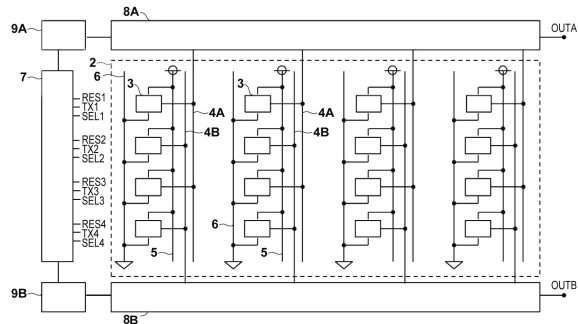 9A
8A
OUTA
7
2
6
3
3
4A
4A
4B
4B
RES1
TX1
SEL1
RES2
TX2
SEL2
RES3
TX3
SEL3
RES4
TX4
SEL4
6
5
5
9B
8B
OUTB